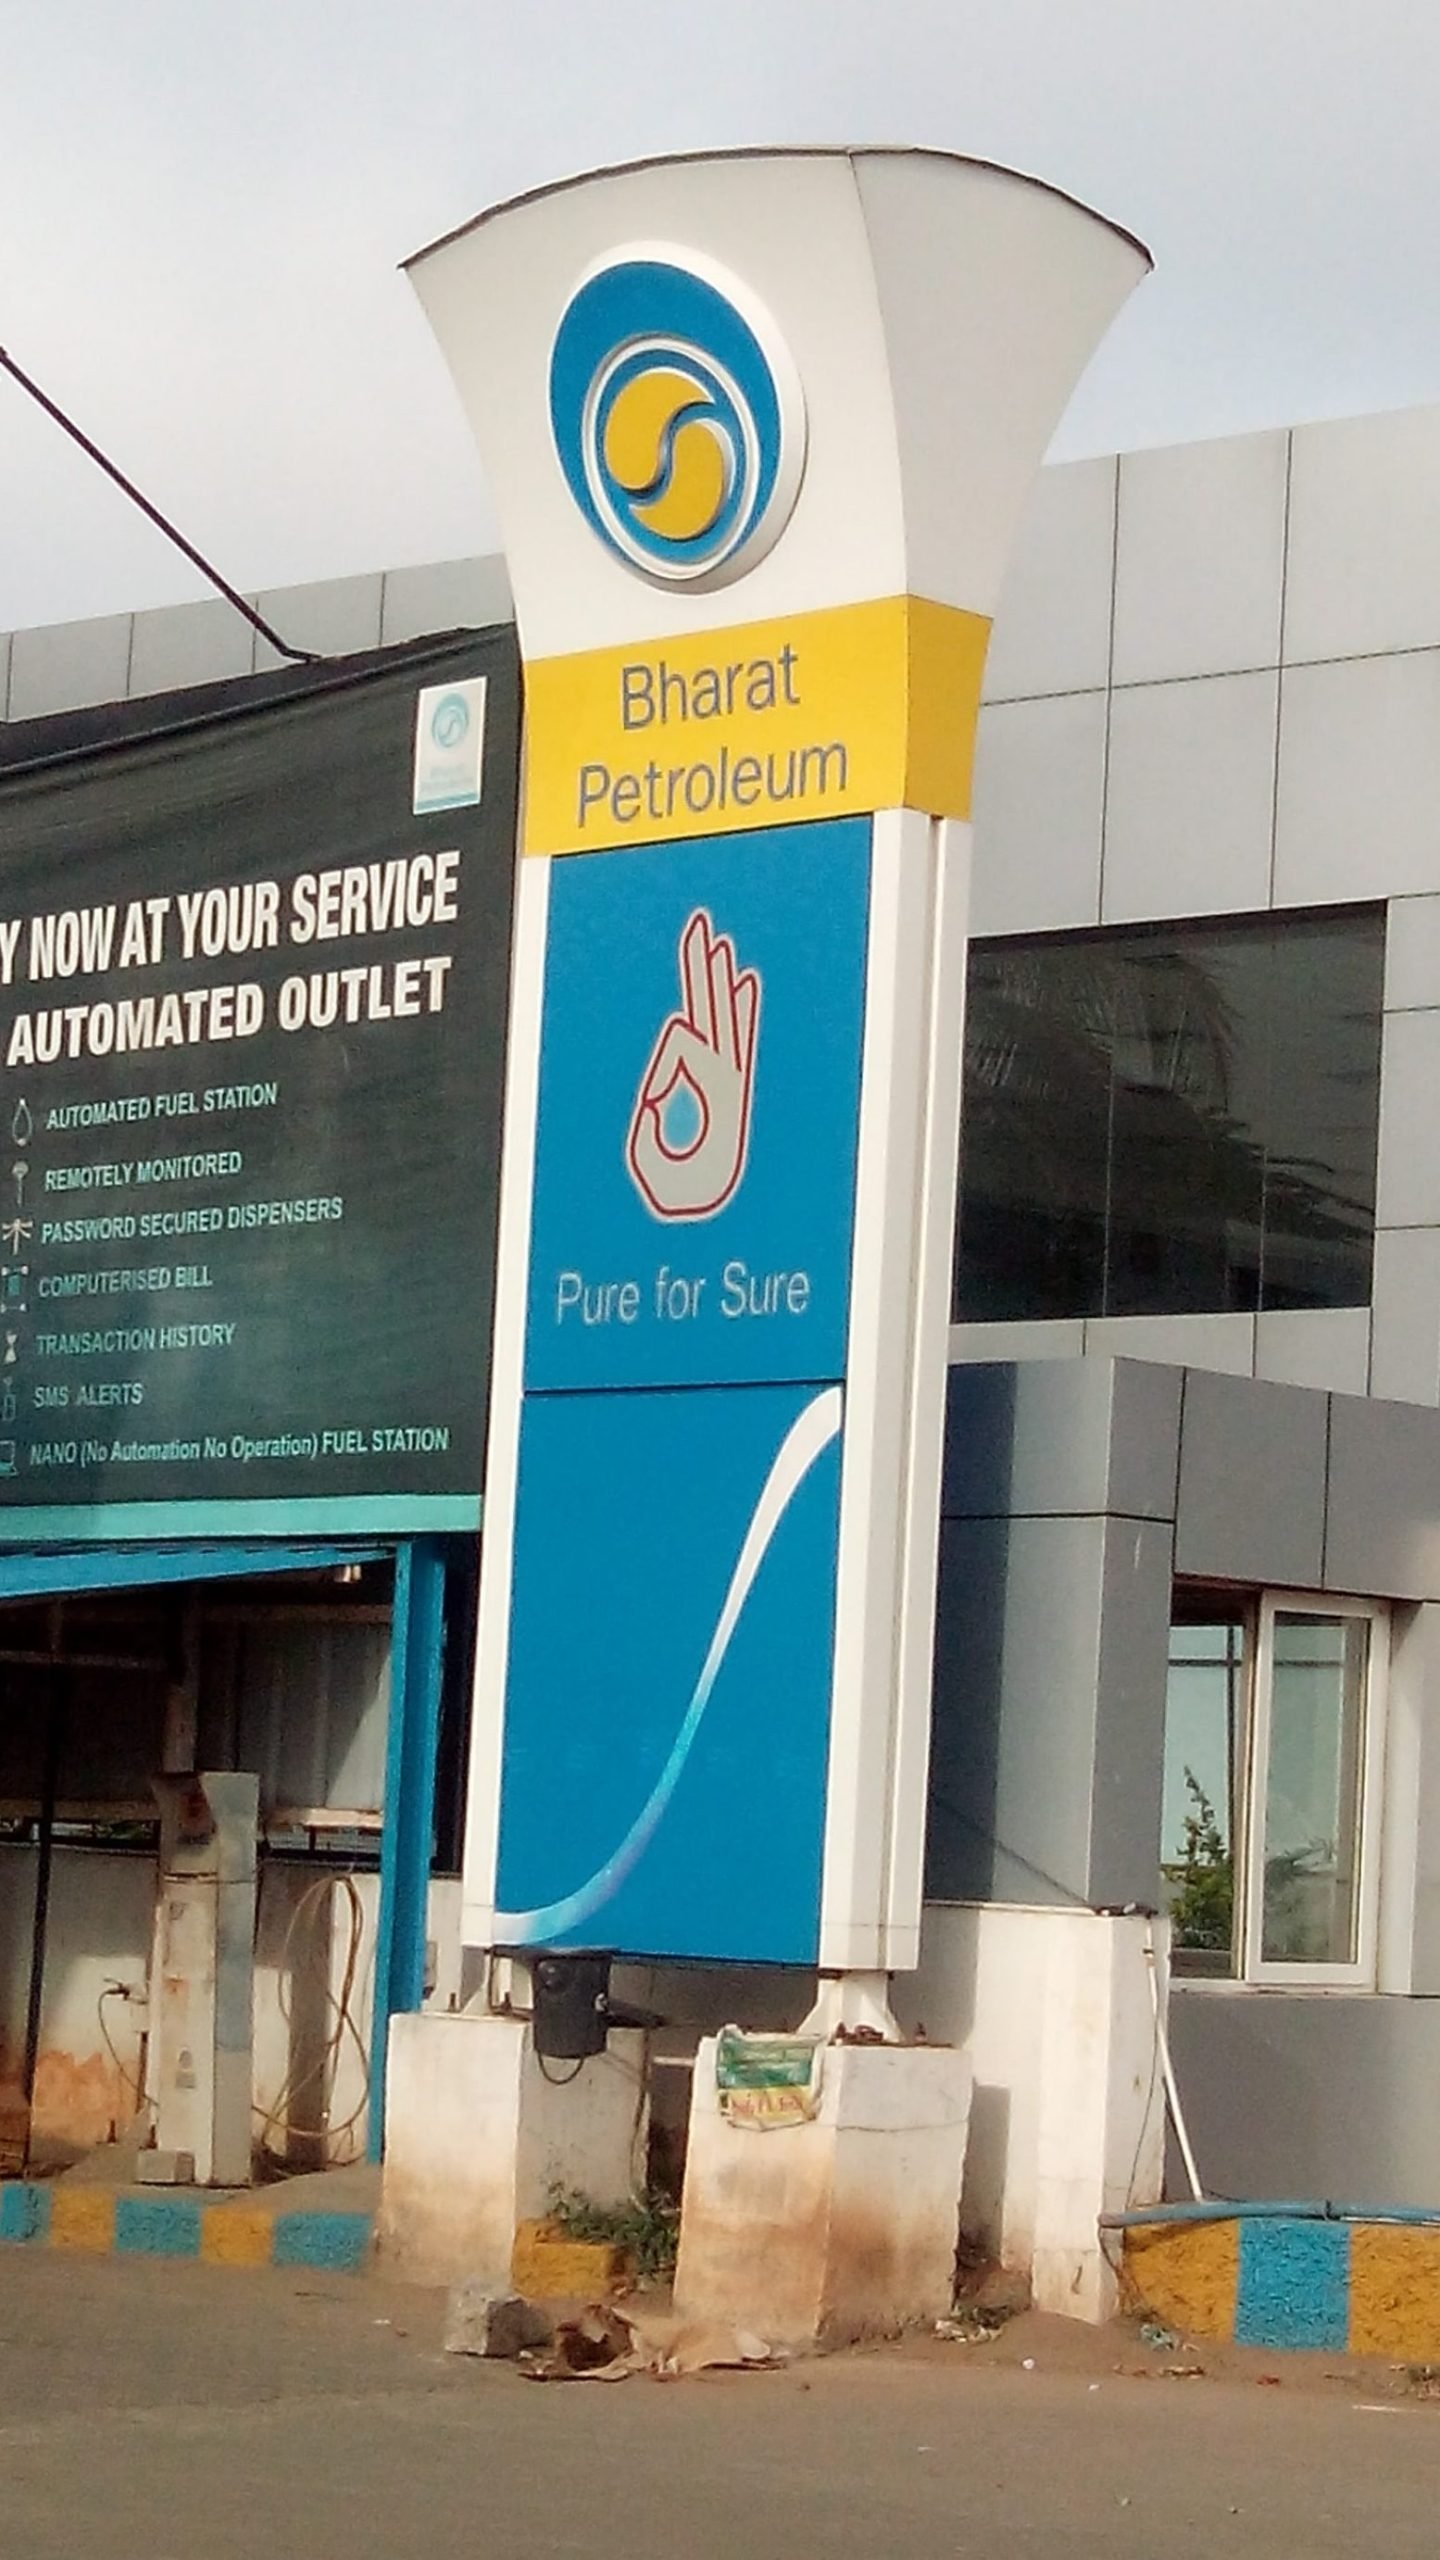 Y NOW AT YOUR SERVICE
AUTOMATED OUTLET
AUTOMATED FUEL STATION
REMOTELY MONITORED
PASSWORD SECURED DISPENSERS
COMPUTERISED BILL
TRANSACTION HISTORY
SMS ALERTS
NANO (No Automation No Operation) FUEL STATION
Bharat
Petroleum
Pure for Sure